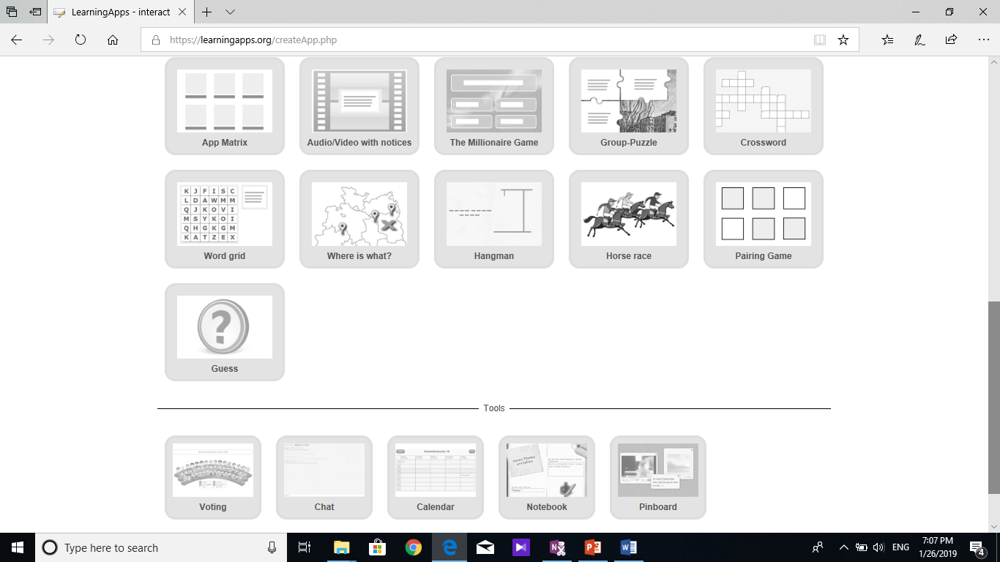 LearningApps - interact
https://learningapps.org/createApp.php
App Matrix
Audio/Video with notices
The Millionaire Game
Group-Puzzle
Crossword
K J F I S C
L D A W M M
Q J K O V I
M S Y K O I
Q H G K G M
K A T Z E X
Word grid
Where is what?
Hangman
Horse race
Pairing Game
?
Guess
Tools
Voting
Chat
Calendar
Notebook
Pinboard
Type here to search
ENG
7:07 PM
1/26/2019
4